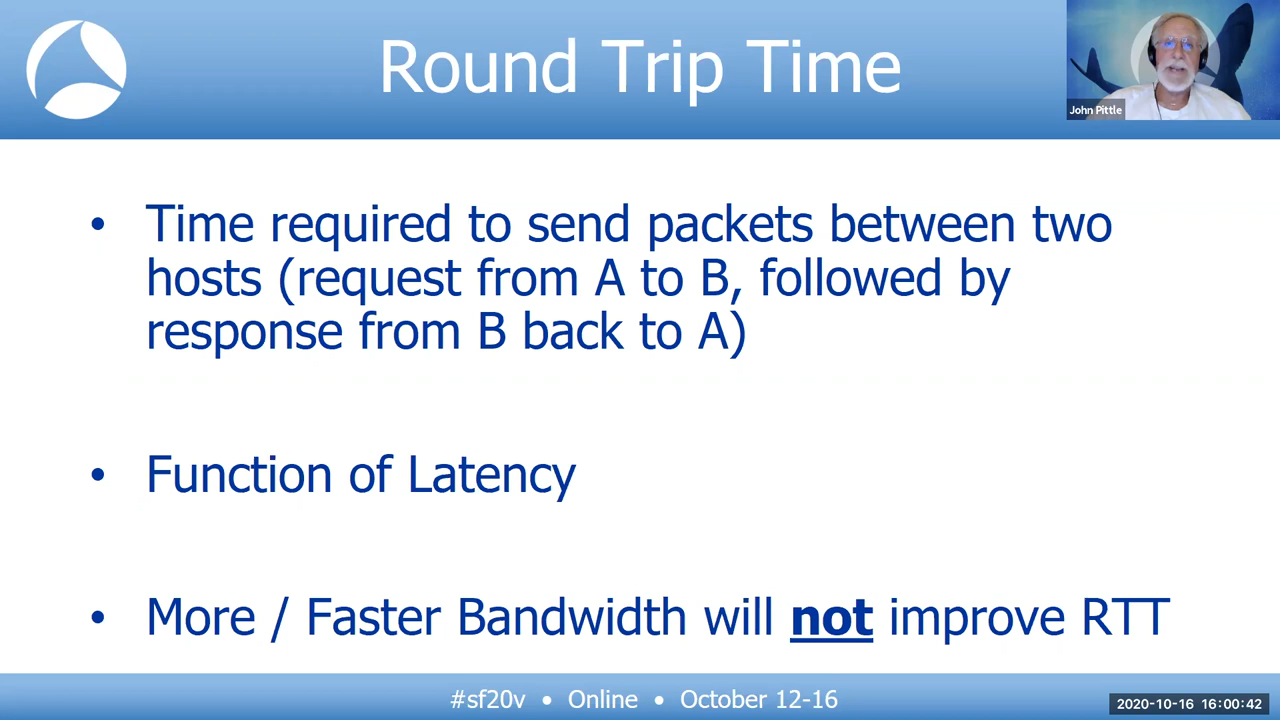 Round Trip Time
John Pittle
• Time required to send packets between two
hosts (request from A to B, followed by
response from B back to A)
• Function of Latency
• More / Faster Bandwidth will not improve RTT
#sf20v • Online • October 12-16
2020-10-16 16:00:42